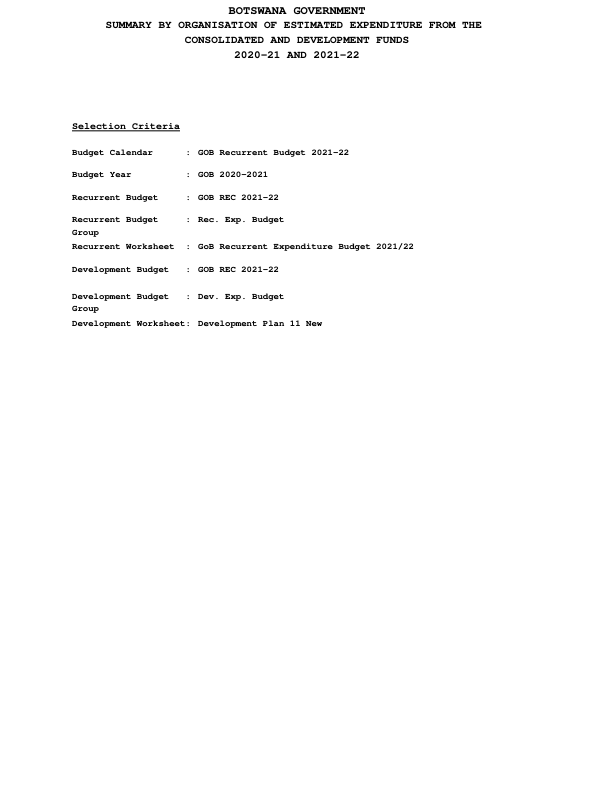 BOTSWANA GOVERNMENT
SUMMARY BY ORGANISATION OF ESTIMATED EXPENDITURE FROM THE
CONSOLIDATED AND DEVELOPMENT FUNDS
2020-21 AND 2021-22
Selection Criteria
Budget Calendar : GOB Recurrent Budget 2021-22
Budget Year : GOB 2020-2021
Recurrent Budget : GOB REC 2021-22
Recurrent Budget : Rec. Exp. Budget
Group
Recurrent Worksheet : GoB Recurrent Expenditure Budget 2021/22
Development Budget : GOB REC 2021-22
Development Budget : Dev. Exp. Budget
Group
Development Worksheet: Development Plan 11 New